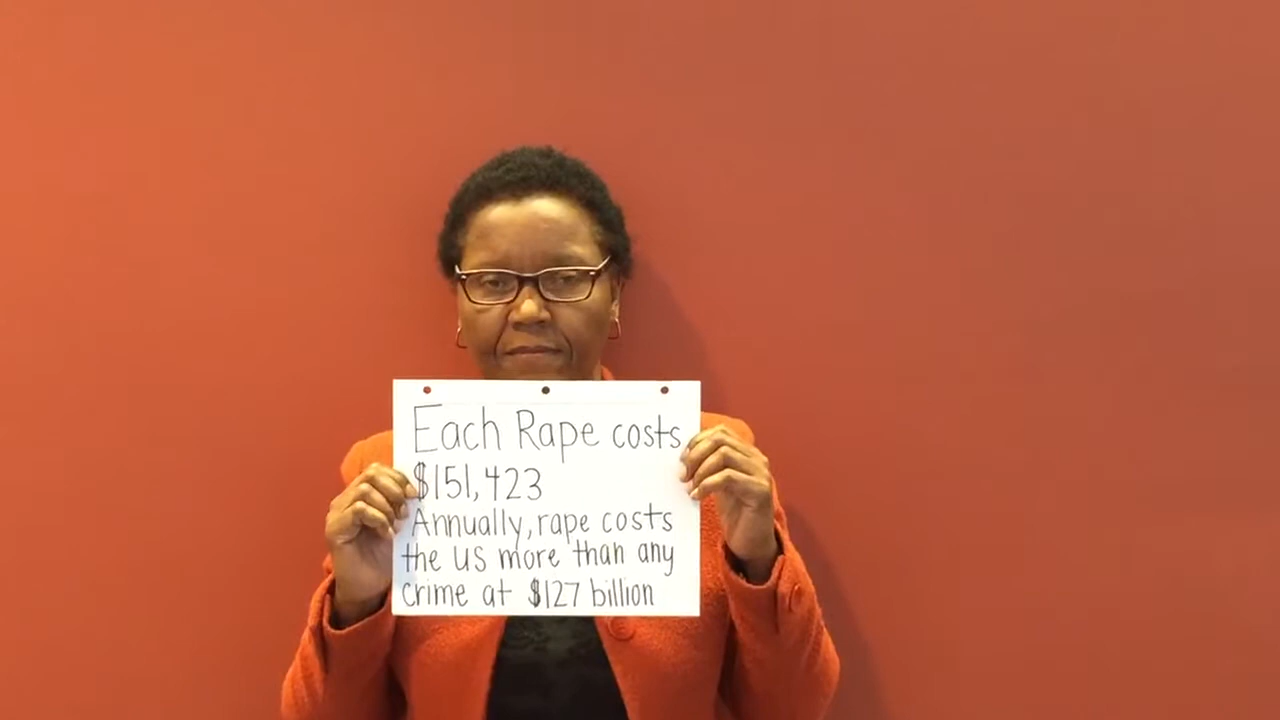 Each Rape costs
$151,423
Annually, rape costs
the US more than any
crime at $127 billion